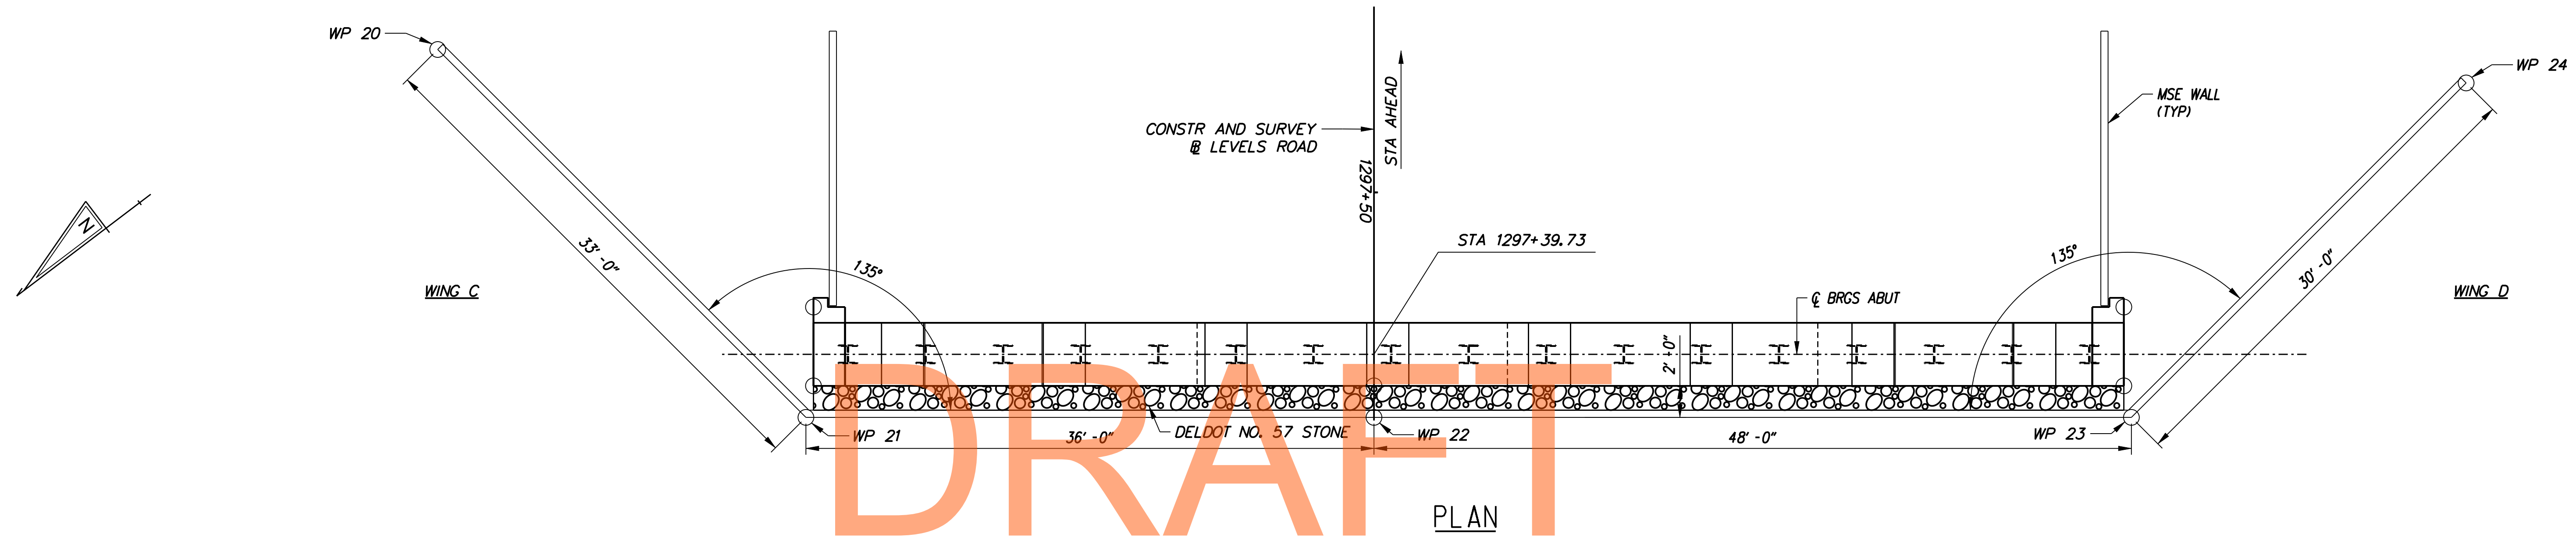 WP 20
WP 24
MSE WALL
(TYP)
STA AHEAD
CONSTR AND SURVEY
BL LEVELS ROAD
1297+50
N
STA 1297+39.73
33'-0"
135°
135°
30'-0"
WING C
WING D
CL BRGS ABUT
2'-0"
WP 21
36'-0"
DELDOT NO. 57 STONE
WP 22
48'-0"
WP 23
DRAFT
PLAN